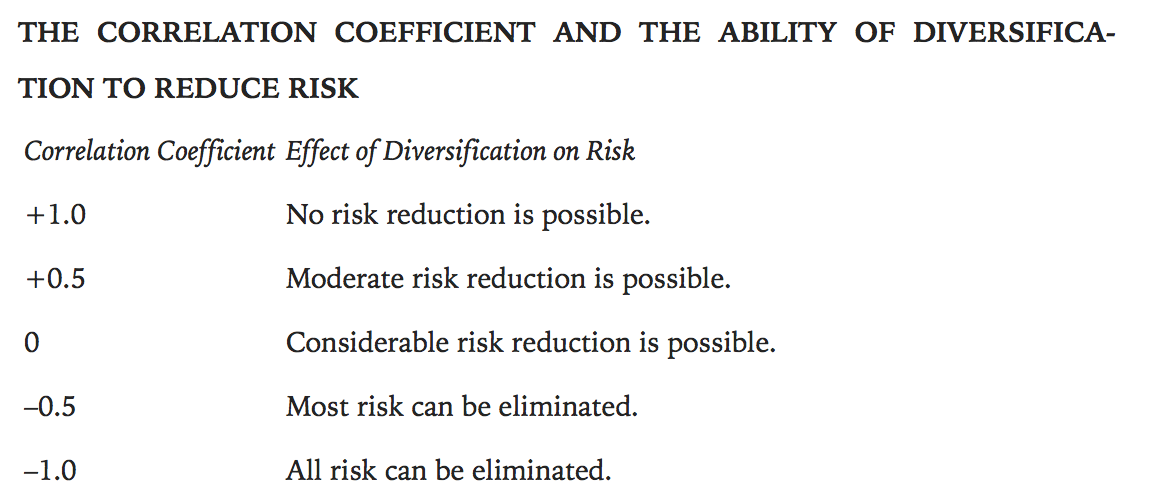 THE CORRELATION COEFFICIENT AND THE ABILITY OF DIVERSIFICA-
TION TO REDUCE RISK
Correlation Coefficient Effect of Diversification on Risk
+1.0 No risk reduction is possible.
+0.5 Moderate risk reduction is possible.
0 Considerable risk reduction is possible.
–0.5 Most risk can be eliminated.
–1.0 All risk can be eliminated.